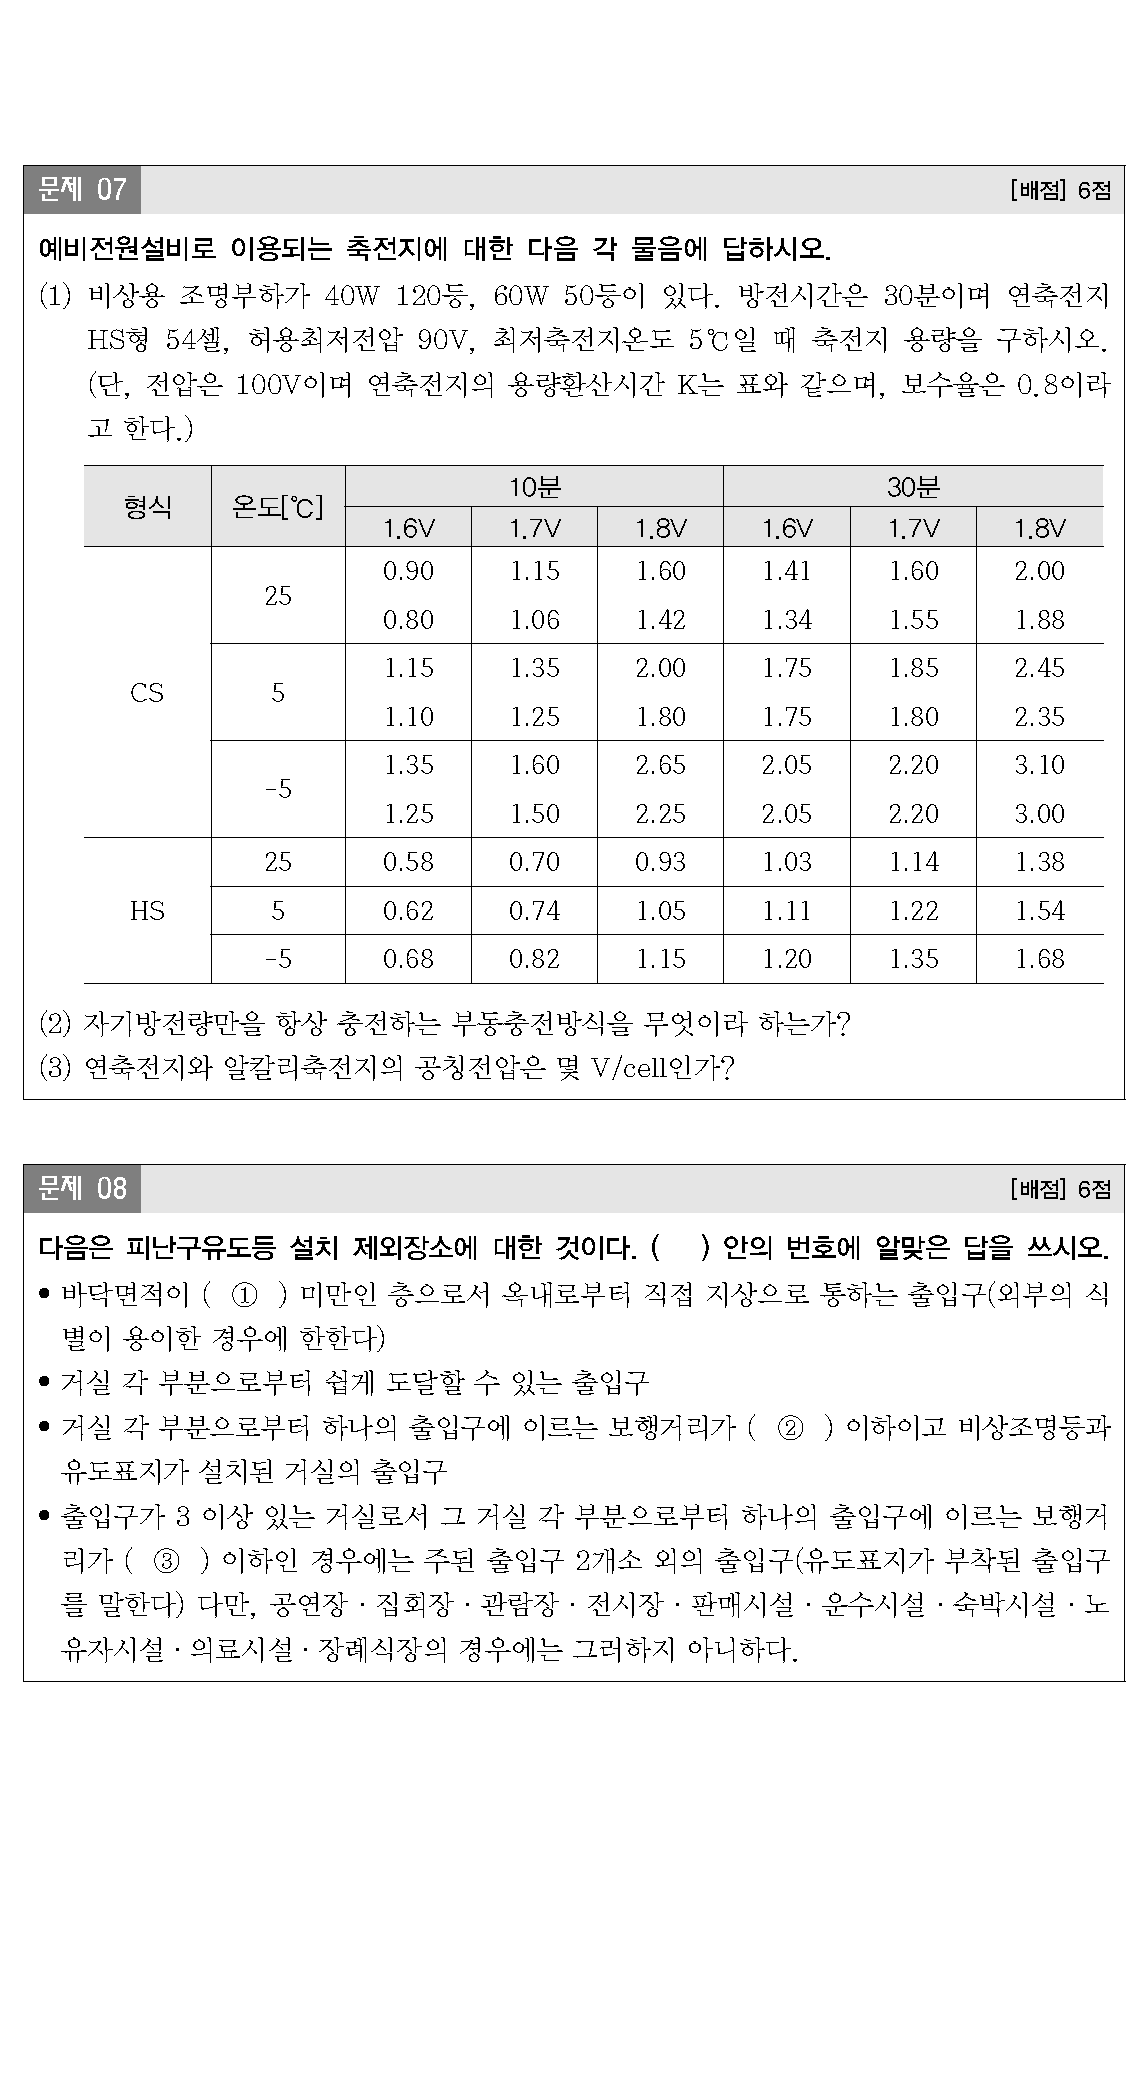 문제 07 [배점] 6점
예비전원설비로 이용되는 축전지에 대한 다음 각 물음에 답하시오.
(1) 비상용 조명부하가 40W 120등, 60W 50등이 있다. 방전시간은 30분이며 연축전지
HS형 54셀, 허용최저전압 90V, 최저축전지온도 5℃일 때 축전지 용량을 구하시오.
(단, 전압은 100V이며 연축전지의 용량환산시간 K는 표와 같으며, 보수율은 0.8이라
고 한다.)
형식 온도[℃] 10분 30분
1.6V 1.7V 1.8V 1.6V 1.7V 1.8V
CS 25 0.90 1.15 1.60 1.41 1.60 2.00
0.80 1.06 1.42 1.34 1.55 1.88
5 1.15 1.35 2.00 1.75 1.85 2.45
1.10 1.25 1.80 1.75 1.80 2.35
-5 1.35 1.60 2.65 2.05 2.20 3.10
1.25 1.50 2.25 2.05 2.20 3.00
HS 25 0.58 0.70 0.93 1.03 1.14 1.38
5 0.62 0.74 1.05 1.11 1.22 1.54
-5 0.68 0.82 1.15 1.20 1.35 1.68
(2) 자기방전량만을 항상 충전하는 부동충전방식을 무엇이라 하는가?
(3) 연축전지와 알칼리축전지의 공칭전압은 몇 V/cell인가?
문제 08 [배점] 6점
다음은 피난구유도등 설치 제외장소에 대한 것이다. ( ) 안의 번호에 알맞은 답을 쓰시오.
• 바닥면적이 ( ① ) 미만인 층으로서 옥내로부터 직접 지상으로 통하는 출입구(외부의 식
별이 용이한 경우에 한한다)
• 거실 각 부분으로부터 쉽게 도달할 수 있는 출입구
• 거실 각 부분으로부터 하나의 출입구에 이르는 보행거리가 ( ② ) 이하이고 비상조명등과
유도표지가 설치된 거실의 출입구
• 출입구가 3 이상 있는 거실로서 그 거실 각 부분으로부터 하나의 출입구에 이르는 보행거
리가 ( ③ ) 이하인 경우에는 주된 출입구 2개소 외의 출입구(유도표지가 부착된 출입구
를 말한다) 다만, 공연장·집회장·관람장·전시장·판매시설·운수시설·숙박시설·노
유자시설·의료시설·장례식장의 경우에는 그러하지 아니하다.